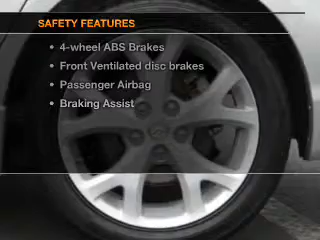 SAFETY FEATURES
• 4-wheel ABS Brakes
• Front Ventilated disc brakes
• Passenger Airbag
• Braking Assist